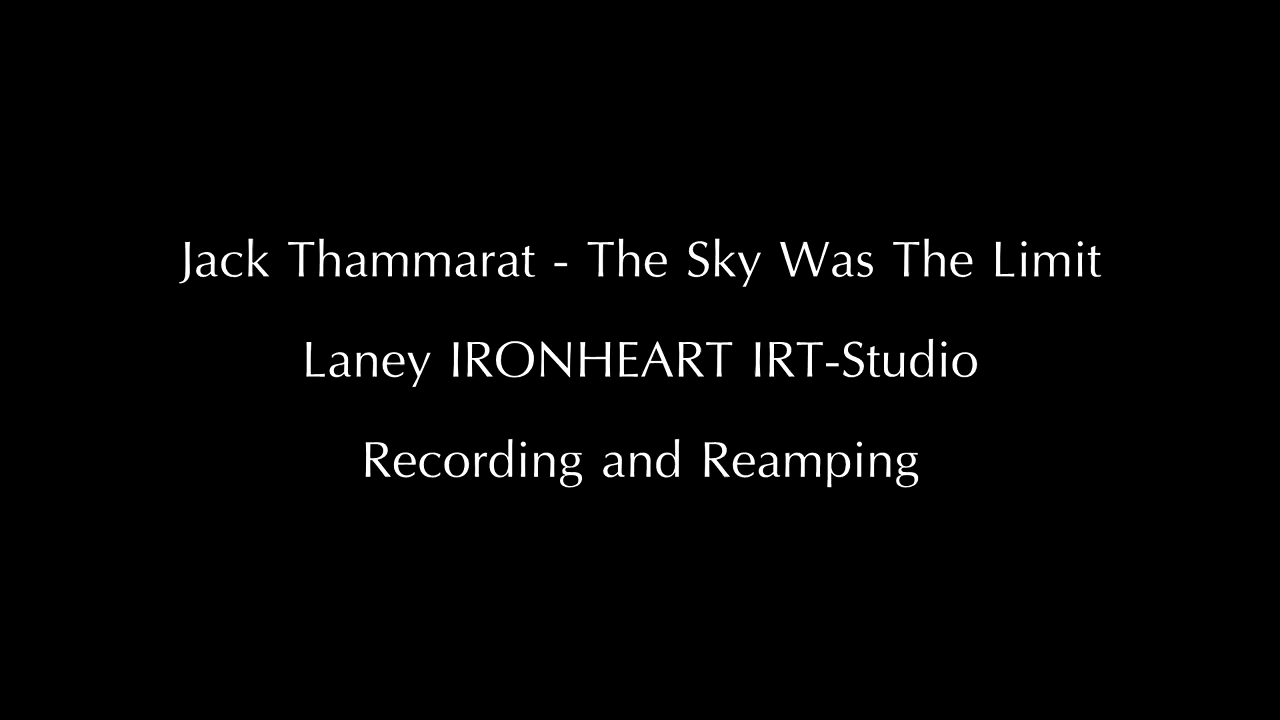 Jack Thammarat - The Sky Was The Limit
Laney IRONHEART IRT-Studio
Recording and Reamping